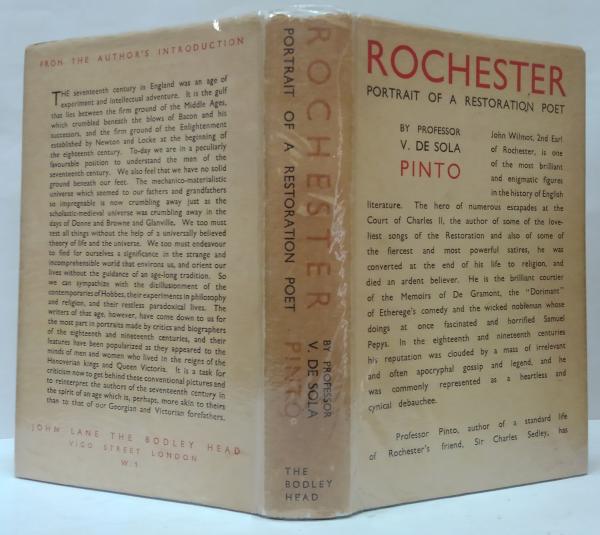 FROM THE AUTHOR'S INTRODUCTION
THE seventeenth century in England was an age of
experiment and intellectual adventure. It is the gulf
that lies between the firm ground of the Middle Ages,
which crumbled beneath the blows of Bacon and his
successors, and the firm ground of the Enlightenment
established by Newton and Locke at the beginning of
the eighteenth century. To-day we are in a peculiarly
favourable position to understand the men of the
seventeenth century. We also feel that we have no solid
ground beneath our feet. The mechanico-materialistic
universe which seemed to our fathers and grandfathers
so impregnable is now crumbling away just as the
scholastic-medieval universe was crumbling away in the
days of Donne and Browne and Glanville. We too must
test all things without the help of a universally believed
theory of life and the universe. We too must endeavour
to find for ourselves a significance in the strange and
incomprehensible world that environs us, and orient our
lives without the guidance of an age-long tradition. So
we can sympathize with the disillusionment of the
contemporaries of Hobbes, their experiments in philosophy
and religion, and their restless paradoxical lives. The
writers of that age, however, have come down to us for
the most part in portraits made by critics and biographers
of the eighteenth and nineteenth centuries, and their
features have been popularized as they appeared to the
minds of men and women who lived in the reigns of the
Hanoverian kings and Queen Victoria. It is a task for
criticism now to get behind these conventional pictures and
to reinterpret the authors of the seventeenth century in
the spirit of an age which is, perhaps, more akin to theirs
than to that of our Georgian and Victorian forefathers.
JOHN LANE THE BODLEY HEAD
VIGO STREET LONDON
W.1
ROCHESTER
PORTRAIT OF A RESTORATION POET
BY PROFESSOR
V. DE SOLA
PINTO
THE
BODLEY
HEAD
ROCHESTER
PORTRAIT OF A RESTORATION POET
BY PROFESSOR
V. DE SOLA
PINTO
John Wilmot, 2nd Earl
of Rochester, is one
of the most brilliant
and enigmatic figures
in the history of English
literature. The hero of numerous escapades at the
Court of Charles II, the author of some of the love-
liest songs of the Restoration and also of some of
the fiercest and most powerful satires, he was
converted at the end of his life to religion, and
died an ardent believer. He is the brilliant courtier
of the Memoirs of De Gramont, the "Dorimant"
of Etherege's comedy and the wicked nobleman whose
doings at once fascinated and horrified Samuel
Pepys. In the eighteenth and nineteenth centuries
his reputation was clouded by a mass of irrelevant
and often apocryphal gossip and legend, and he
was commonly represented as a heartless and
cynical debauchee.
Professor Pinto, author of a standard life
of Rochester's friend, Sir Charles Sedley, has